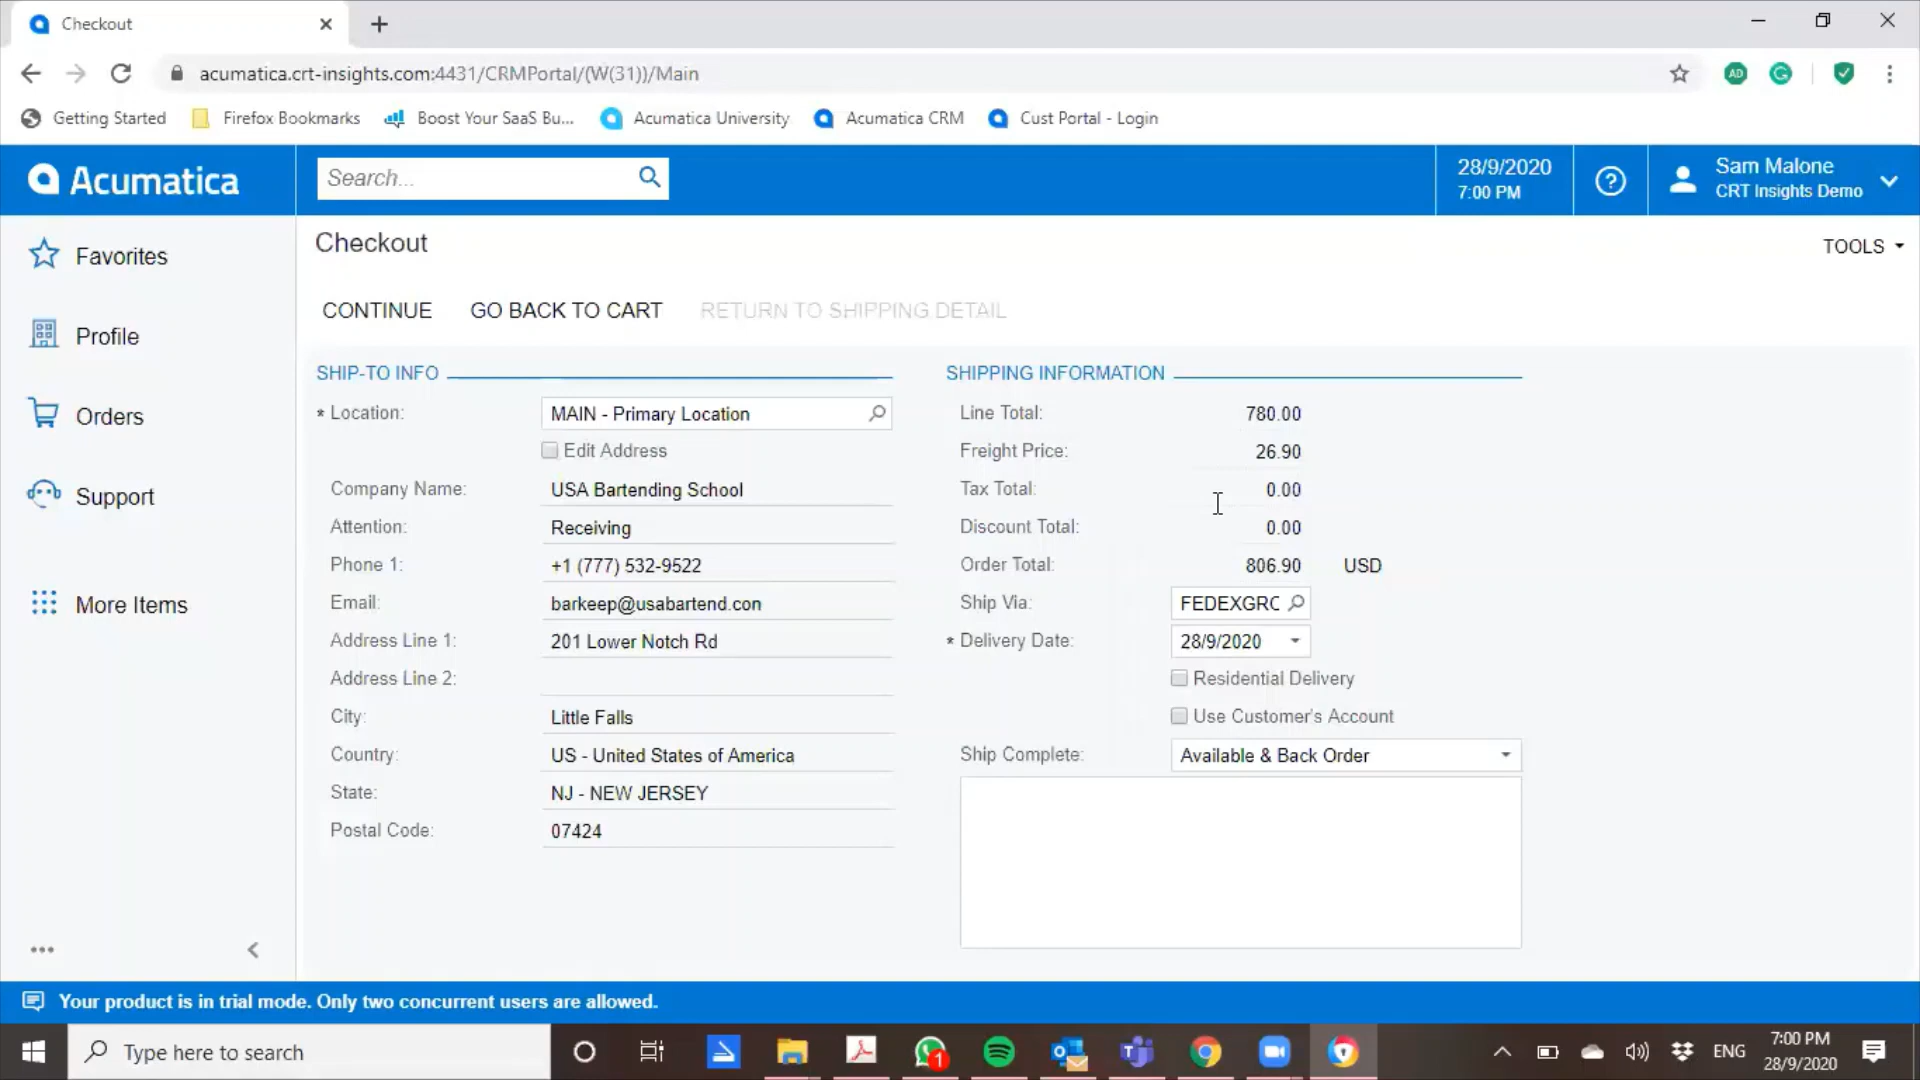 Checkout
acumatica.crt-insights.com:4431/CRMPortal/(W(31))/Main
AD
Getting Started
Firefox Bookmarks
Boost Your SaaS Bu...
Acumatica University
Acumatica CRM
Cust Portal - Login
Acumatica
Search...
28/9/2020
7:00 PM
Sam Malone
CRT Insights Demo
Favorites
Profile
Orders
Support
More Items
Checkout
TOOLS
CONTINUE
GO BACK TO CART
RETURN TO SHIPPING DETAIL
SHIP-TO INFO
* Location: MAIN - Primary Location
Edit Address
Company Name: USA Bartending School
Attention: Receiving
Phone 1: +1 (777) 532-9522
Email: barkeep@usabartend.con
Address Line 1: 201 Lower Notch Rd
Address Line 2:
City: Little Falls
Country: US - United States of America
State: NJ - NEW JERSEY
Postal Code: 07424
SHIPPING INFORMATION
Line Total: 780.00
Freight Price: 26.90
Tax Total: 0.00
Discount Total: 0.00
Order Total: 806.90 USD
Ship Via: FEDEXGRC
* Delivery Date: 28/9/2020
Residential Delivery
Use Customer's Account
Ship Complete: Available & Back Order
Your product is in trial mode. Only two concurrent users are allowed.
Type here to search
1
ENG
7:00 PM
28/9/2020